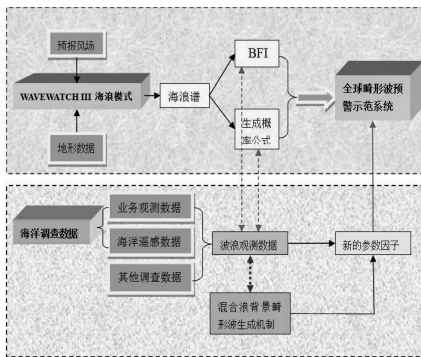 预报风场
BFI
WAVEWATCH III 海浪模式
海浪谱
全球畸形波预
警示范系统
生成概
率公式
地形数据
业务观测数据
海洋调查数据
海洋遥感数据
波浪观测数据
新的参数因子
其他调查数据
混合浪背景畸
形波生成机制